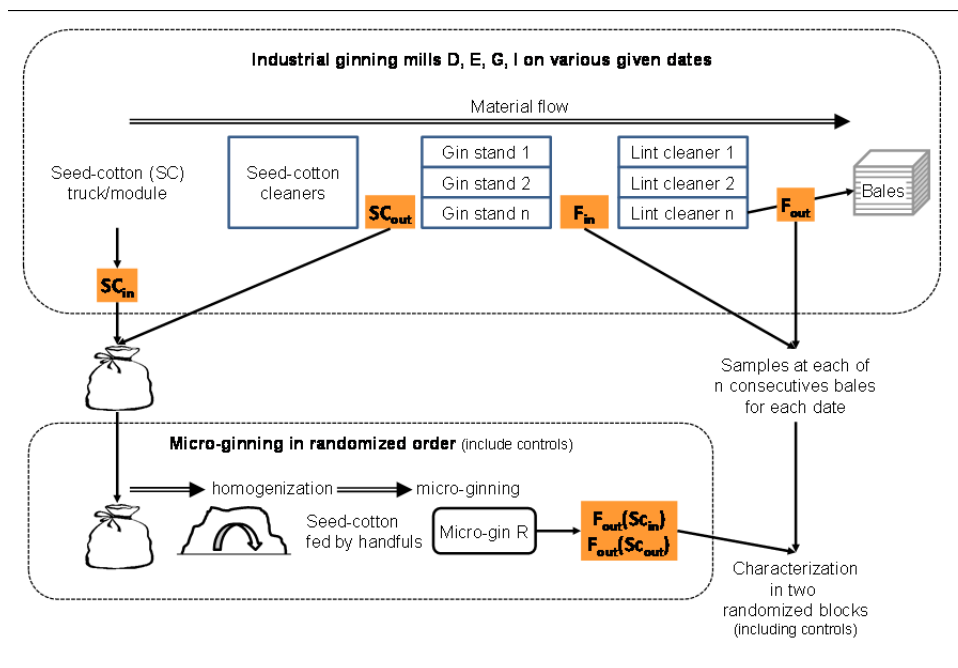 Industrial ginning mills D, E, G, I on various given dates
Material flow
Seed-cotton (SC)
truck/module
Seed-cotton
cleaners
Gin stand 1
Gin stand 2
Gin stand n
Lint cleaner 1
Lint cleaner 2
Lint cleaner n
Bales
SCout
Fin
Fout
SCin
Samples at each of
n consecutives bales
for each date
Micro-ginning in randomized order (include controls)
homogenization
micro-ginning
Seed-cotton
fed by handfuls
Micro-gin R
Fout(Scin)
Fout(Scout)
Characterization
in two
randomized blocks
(including controls)